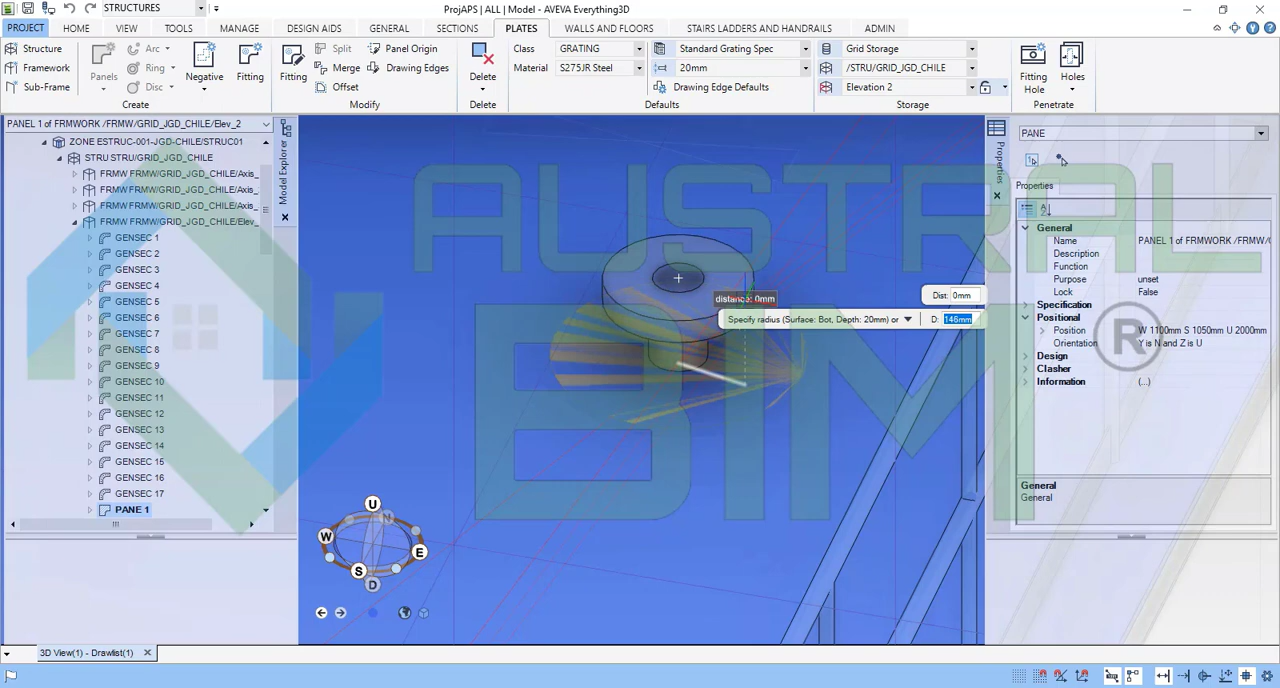 STRUCTURES
ProjAPS | ALL | Model - AVEVA Everything3D
PROJECT HOME VIEW TOOLS MANAGE DESIGN AIDS GENERAL SECTIONS PLATES WALLS AND FLOORS STAIRS LADDERS AND HANDRAILS ADMIN
Structure
Framework
Sub-Frame
Panels
Arc
Ring
Disc
Negative
Fitting
Create
Fitting
Split
Merge
Offset
Panel Origin
Drawing Edges
Modify
Delete
Delete
Class GRATING
Material S275JR Steel
Standard Grating Spec
20mm
Drawing Edge Defaults
Defaults
Grid Storage
/STRU/GRID_JGD_CHILE
Elevation 2
Storage
Fitting
Hole
Holes
Penetrate
PANEL 1 of FRMWORK /FRMW/GRID_JGD_CHILE/Elev_2
ZONE ESTRUC-001-JGD-CHILE/STRUC01
STRU STRU/GRID_JGD_CHILE
FRMW FRMW/GRID_JGD_CHILE/Axis_
FRMW FRMW/GRID_JGD_CHILE/Axis_
FRMW FRMW/GRID_JGD_CHILE/Axis_
FRMW FRMW/GRID_JGD_CHILE/Elev_
GENSEC 1
GENSEC 2
GENSEC 3
GENSEC 4
GENSEC 5
GENSEC 6
GENSEC 7
GENSEC 8
GENSEC 9
GENSEC 10
GENSEC 11
GENSEC 12
GENSEC 13
GENSEC 14
GENSEC 15
GENSEC 16
GENSEC 17
PANE 1
Model Explorer
AUSTRAL
BIM
®
distance: 0mm
Dist: 0mm
Specify radius (Surface: Bot, Depth: 20mm) or
D: 146mm
U
N
W
E
S
D
Properties
PANE
Properties
General
Name PANEL 1 of FRMWORK /FRMW/G
Description
Function
Purpose unset
Lock False
Specification
Positional
Position W 1100mm S 1050mm U 2000mm
Orientation Y is N and Z is U
Design
Clasher
Information (...)
General
General
3D View(1) - Drawlist(1)